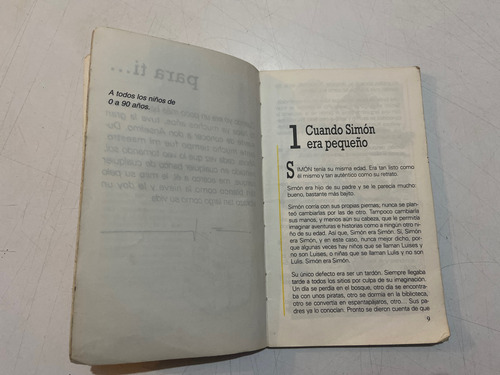 A todos los niños de
0 a 90 años.
1 Cuando Simón
era pequeño
SIMÓN tenía su misma edad. Era tan listo como
él mismo y tan auténtico como su retrato.
Simón era hijo de su padre y se le parecía mucho:
bueno, bastante más bajito.
Simón corría con sus propias piernas, nunca se plan-
teó cambiarlas por las de otro. Tampoco cambiaría
sus manos, y menos aún su cabeza, que le permitía
imaginar aventuras e historias como a ningún otro niño
de su edad. Así que, Simón era Simón. Sí, Simón
era Simón, y en este caso, nunca mejor dicho, por-
que algunas veces hay niños que se llaman Luises y
no son Luises, o niñas que se llaman Lulis y no son
Lulis. Simón era Simón.
Su único defecto era ser un tardón. Siempre llegaba
tarde a todos los sitios por culpa de su imaginación.
Un día se perdía en el bosque, otro día se encontra-
ba con unos piratas, otro se dormía en la biblioteca,
otro se convertía en espantapájaros, otro... Sus pa-
dres ya lo conocían. Pronto se dieron cuenta de que
9